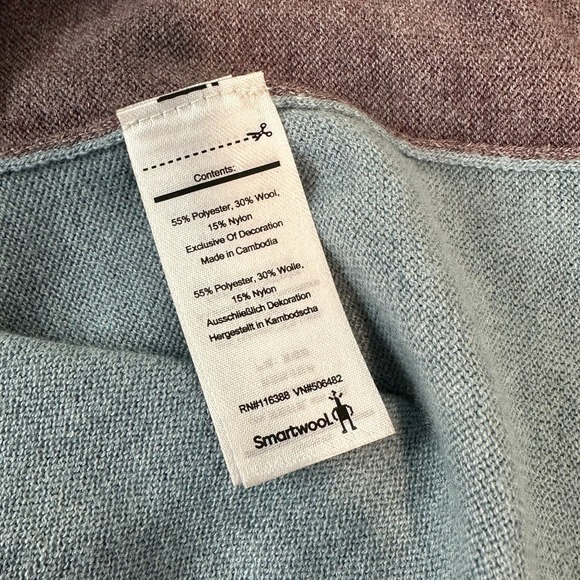 Contents:
55% Polyester, 30% Wool,
15% Nylon
Exclusive Of Decoration
Made in Cambodia
55% Polyester, 30% Wolle,
15% Nylon
Ausschließlich Dekoration
Hergestellt in Kambodscha
RN#116388 VN#506482
Smartwool.